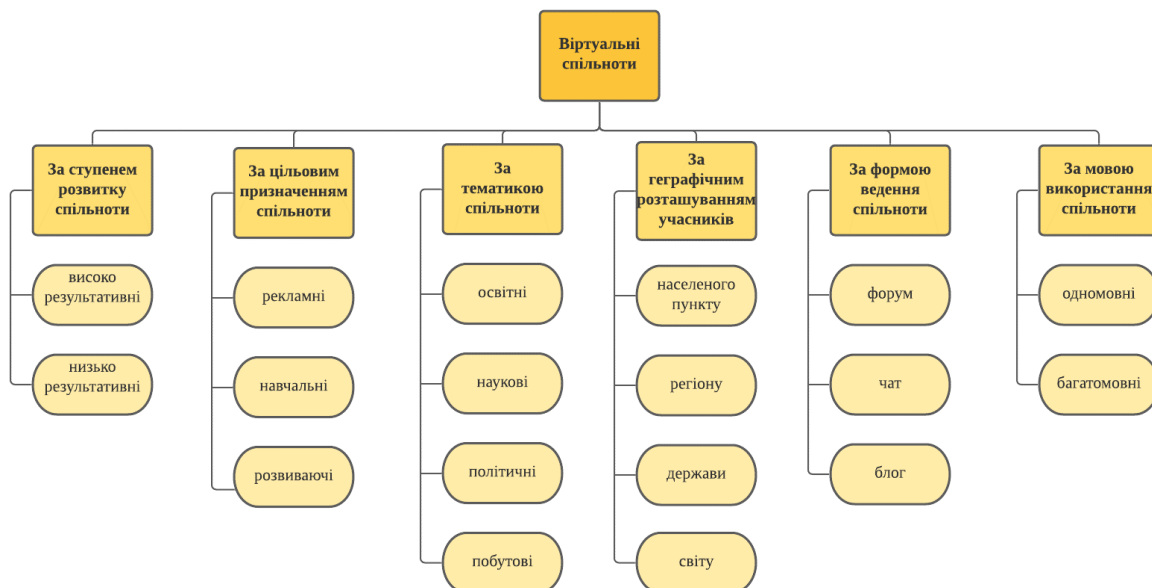 Віртуальні
спільноти
За ступенем
розвитку
спільноти
високо
результативні
низько
результативні
За цільовим
призначенням
спільноти
рекламні
навчальні
розвиваючі
За
тематикою
спільноти
освітні
наукові
політичні
побутові
За
геграфічним
розташуванням
учасників
населеного
пункту
регіону
держави
світу
За формою
ведення
спільноти
форум
чат
блог
За мовою
використання
спільноти
одномовні
багатомовні